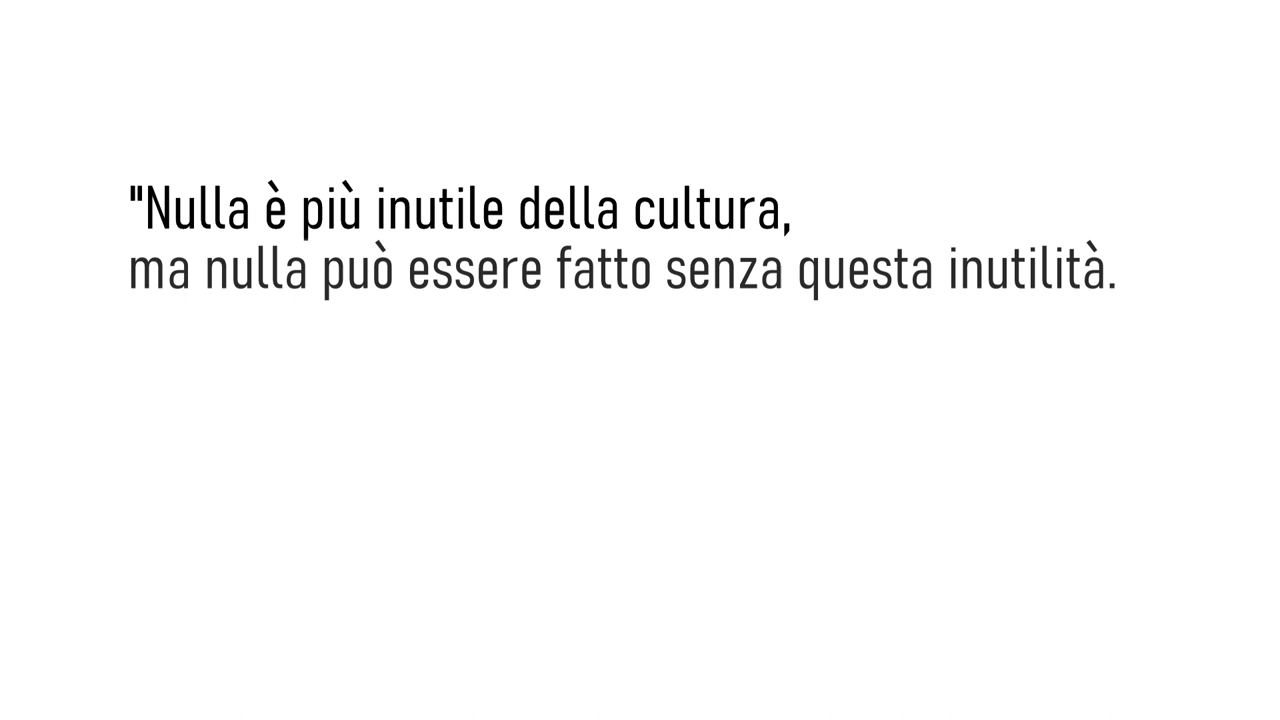 "Nulla è più inutile della cultura,
ma nulla può essere fatto senza questa inutilità.